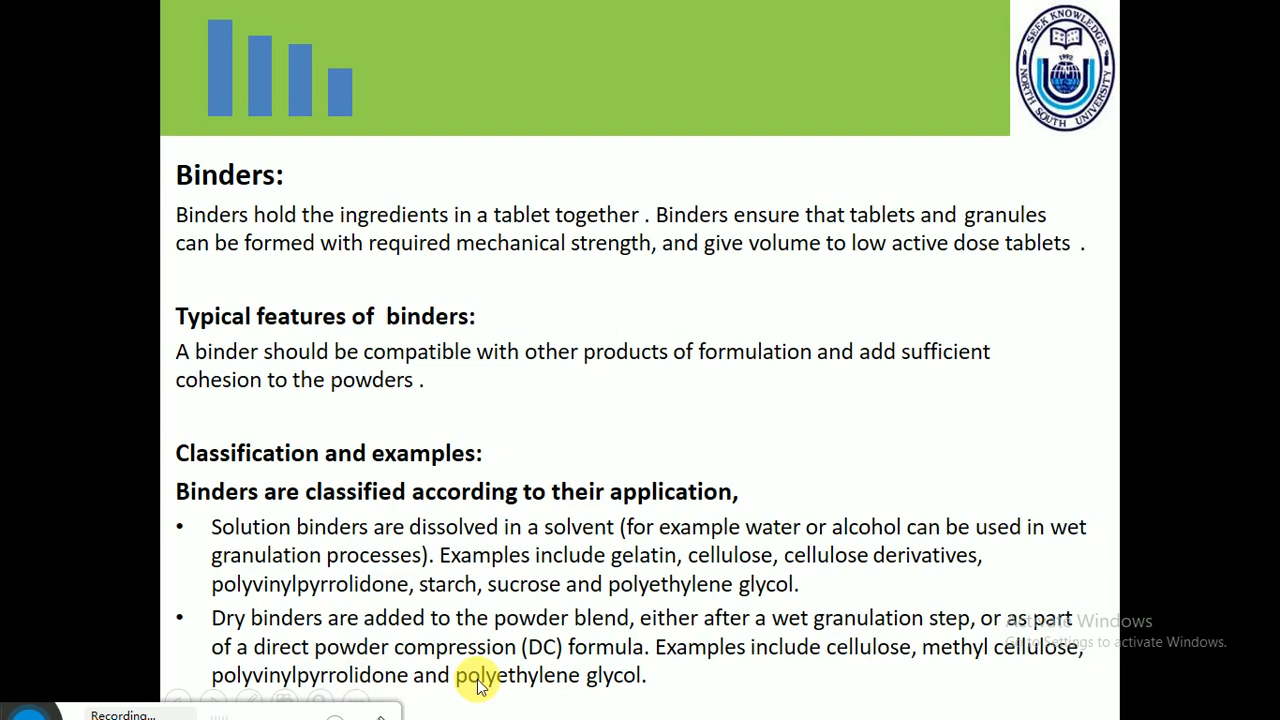 SEEK KNOWLEDGE
1992
NORTH SOUTH UNIVERSITY
Binders:
Binders hold the ingredients in a tablet together . Binders ensure that tablets and granules
can be formed with required mechanical strength, and give volume to low active dose tablets .
Typical features of binders:
A binder should be compatible with other products of formulation and add sufficient
cohesion to the powders .
Classification and examples:
Binders are classified according to their application,
• Solution binders are dissolved in a solvent (for example water or alcohol can be used in wet
granulation processes). Examples include gelatin, cellulose, cellulose derivatives,
polyvinylpyrrolidone, starch, sucrose and polyethylene glycol.
• Dry binders are added to the powder blend, either after a wet granulation step, or as part
of a direct powder compression (DC) formula. Examples include cellulose, methyl cellulose,
polyvinylpyrrolidone and polyethylene glycol.
Activate Windows
Go to Settings to activate Windows.
Recording...